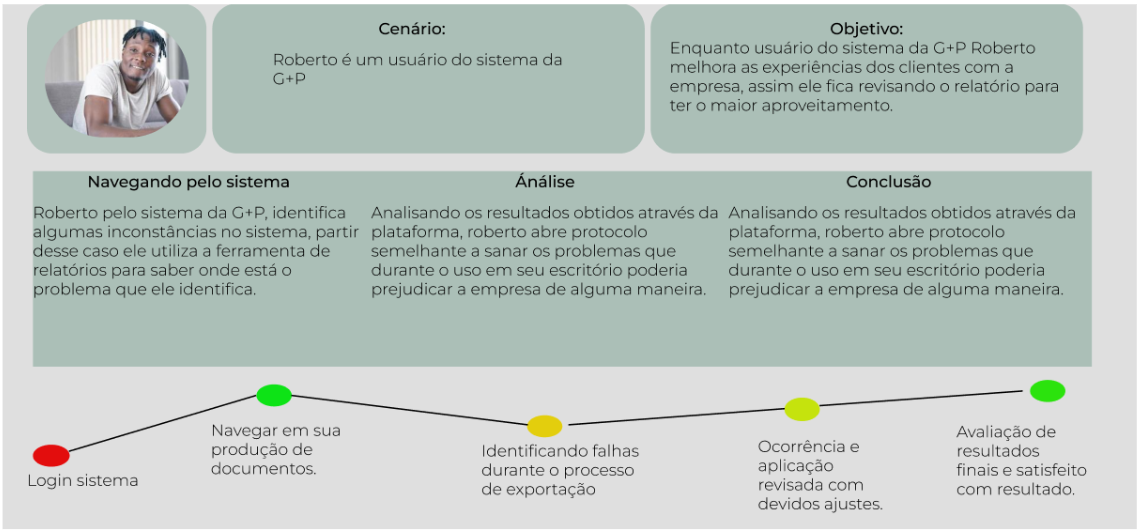 Cenário:
Roberto é um usuário do sistema da
G+P
Objetivo:
Enquanto usuário do sistema da G+P Roberto
melhora as experiências dos clientes com a
empresa, assim ele fica revisando o relatório para
ter o maior aproveitamento.
Navegando pelo sistema
Roberto pelo sistema da G+P, identifica
algumas inconstâncias no sistema, partir
desse caso ele utiliza a ferramenta de
relatórios para saber onde está o
problema que ele identifica.
Ánálise
Analisando os resultados obtidos através da
plataforma, roberto abre protocolo
semelhante a sanar os problemas que
durante o uso em seu escritório poderia
prejudicar a empresa de alguma maneira.
Conclusão
Analisando os resultados obtidos através da
plataforma, roberto abre protocolo
semelhante a sanar os problemas que
durante o uso em seu escritório poderia
prejudicar a empresa de alguma maneira.
Login sistema
Navegar em sua
produção de
documentos.
Identificando falhas
durante o processo
de exportação
Ocorrência e
aplicação
revisada com
devidos ajustes.
Avaliação de
resultados
finais e satisfeito
com resultado.